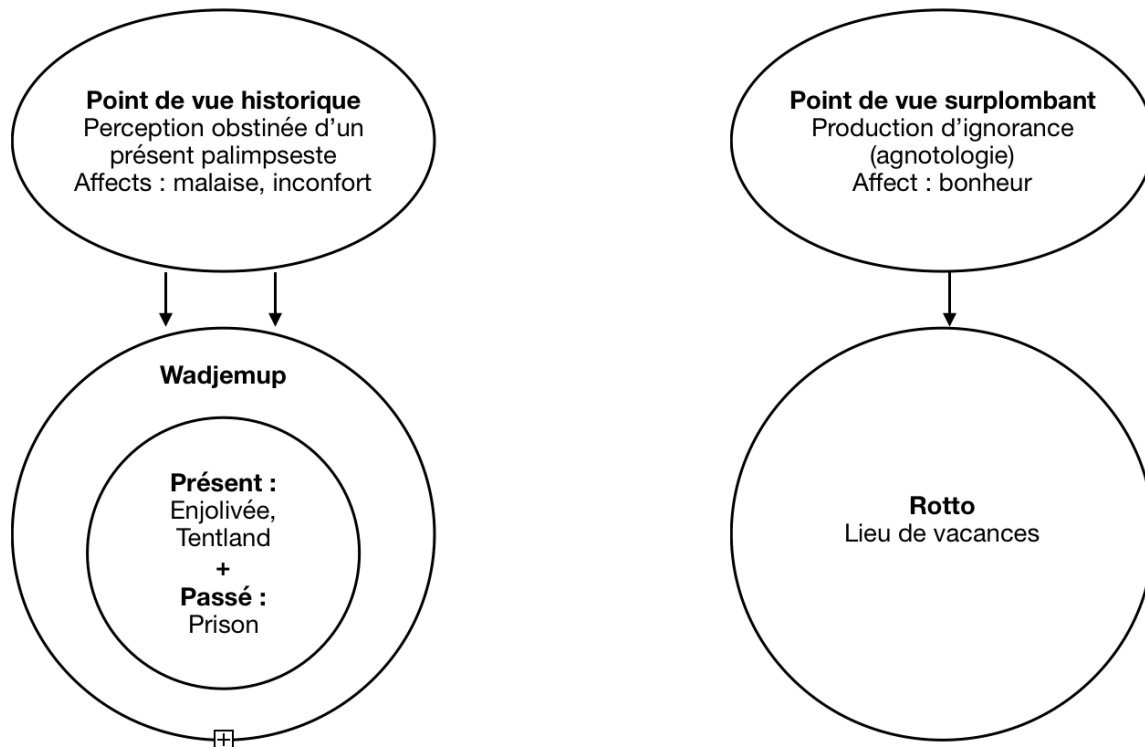 Point de vue historique
Perception obstinée d’un
présent palimpseste
Affects : malaise, inconfort
Wadjemup
Présent :
Enjolivée,
Tentland
+
Passé :
Prison
Point de vue surplombant
Production d’ignorance
(agnotologie)
Affect : bonheur
Rotto
Lieu de vacances